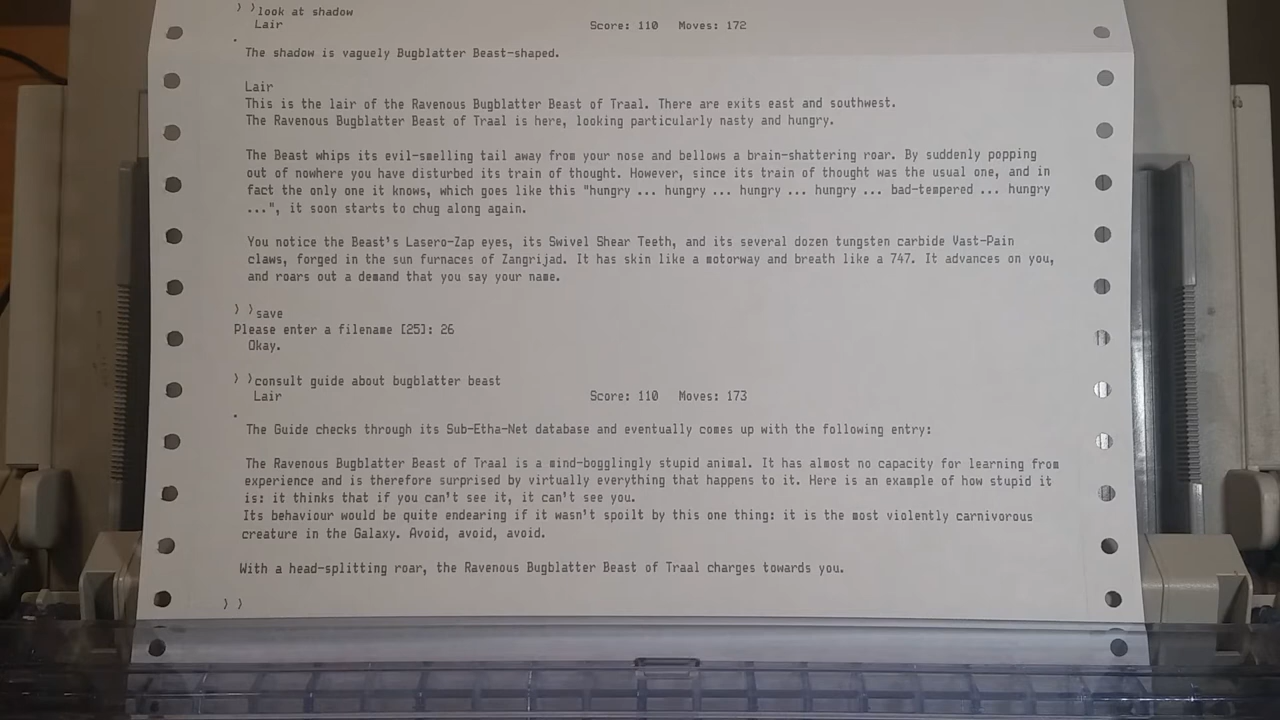 ⟩ ⟩look at shadow
Lair Score: 110 Moves: 172
.
The shadow is vaguely Bugblatter Beast-shaped.
Lair
This is the lair of the Ravenous Bugblatter Beast of Traal. There are exits east and southwest.
The Ravenous Bugblatter Beast of Traal is here, looking particularly nasty and hungry.
The Beast whips its evil-smelling tail away from your nose and bellows a brain-shattering roar. By suddenly popping
out of nowhere you have disturbed its train of thought. However, since its train of thought was the usual one, and in
fact the only one it knows, which goes like this "hungry ... hungry ... hungry ... hungry ... bad-tempered ... hungry
...", it soon starts to chug along again.
You notice the Beast's Lasero-Zap eyes, its Swivel Shear Teeth, and its several dozen tungsten carbide Vast-Pain
claws, forged in the sun furnaces of Zangrijad. It has skin like a motorway and breath like a 747. It advances on you,
and roars out a demand that you say your name.
⟩ ⟩save
Please enter a filename [25]: 26
Okay.
⟩ ⟩consult guide about bugblatter beast
Lair Score: 110 Moves: 173
.
The Guide checks through its Sub-Etha-Net database and eventually comes up with the following entry:
The Ravenous Bugblatter Beast of Traal is a mind-bogglingly stupid animal. It has almost no capacity for learning from
experience and is therefore surprised by virtually everything that happens to it. Here is an example of how stupid it
is: it thinks that if you can't see it, it can't see you.
Its behaviour would be quite endearing if it wasn't spoilt by this one thing: it is the most violently carnivorous
creature in the Galaxy. Avoid, avoid, avoid.
With a head-splitting roar, the Ravenous Bugblatter Beast of Traal charges towards you.
⟩ ⟩